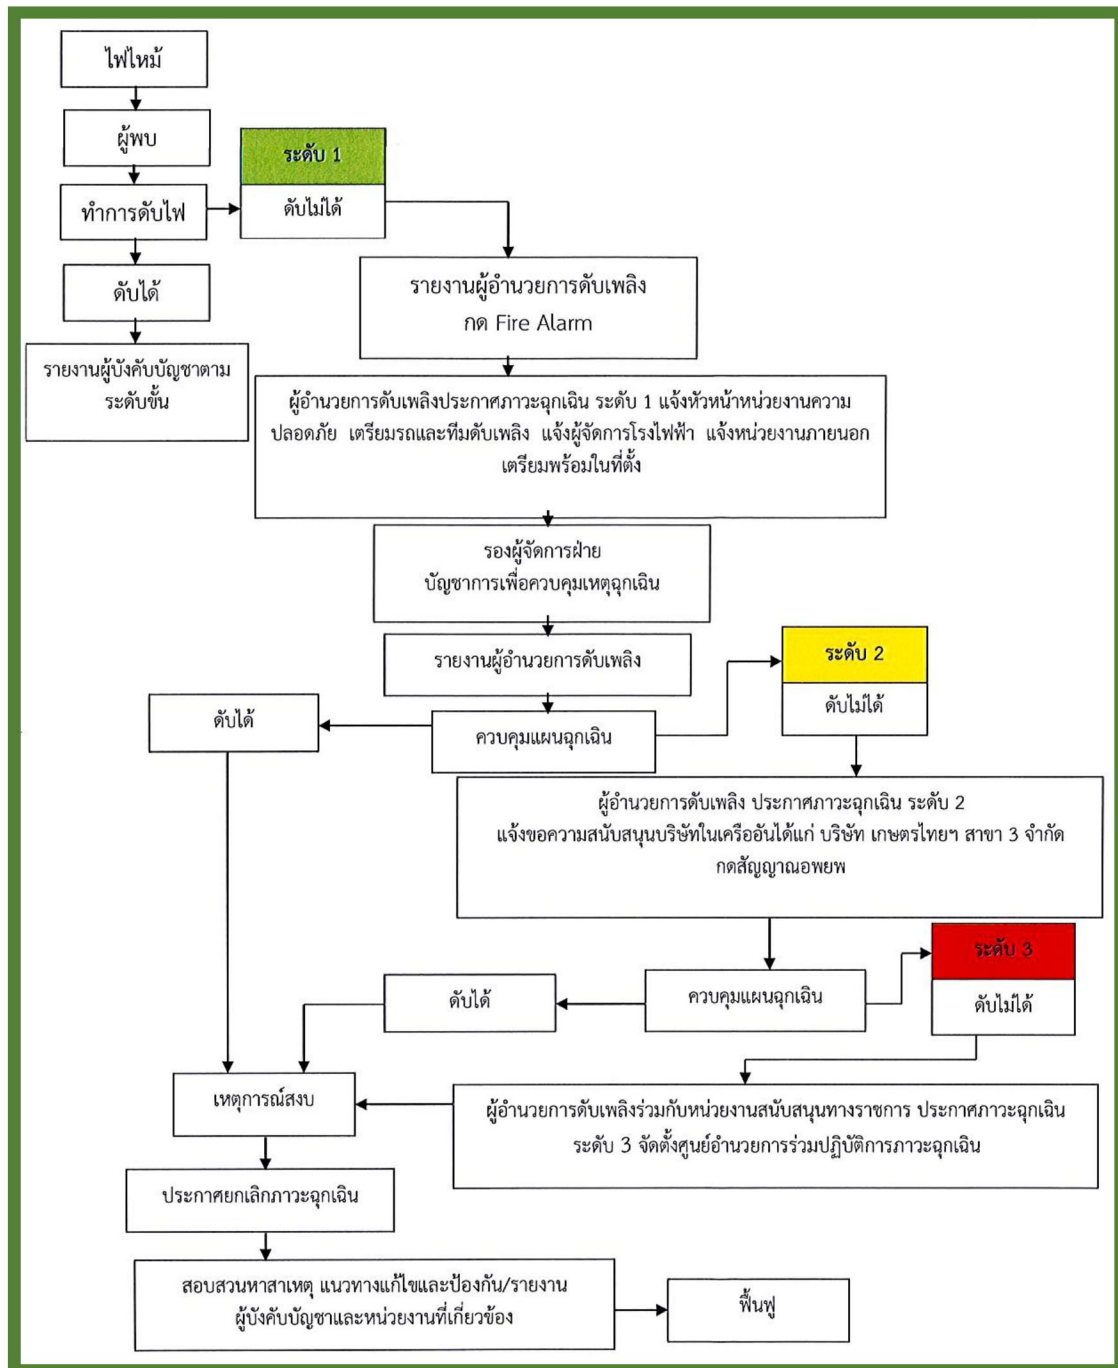 ไฟไหม้
ผู้พบ
ระดับ 1
ทำการดับไฟ
ดับไม่ได้
ดับได้
รายงานผู้อำนวยการดับเพลิง
กด Fire Alarm
รายงานผู้บังคับบัญชาตาม
ระดับขั้น
ผู้อำนวยการดับเพลิงประกาศภาวะฉุกเฉิน ระดับ 1 แจ้งหัวหน้าหน่วยงานความ
ปลอดภัย เตรียมรถและทีมดับเพลิง แจ้งผู้จัดการโรงไฟฟ้า แจ้งหน่วยงานภายนอก
เตรียมพร้อมในที่ตั้ง
รองผู้จัดการฝ่าย
บัญชาการเพื่อควบคุมเหตุฉุกเฉิน
รายงานผู้อำนวยการดับเพลิง
ระดับ 2
ดับไม่ได้
ดับได้
ควบคุมแผนฉุกเฉิน
ผู้อำนวยการดับเพลิง ประกาศภาวะฉุกเฉิน ระดับ 2
แจ้งขอความสนับสนุนบริษัทในเครืออันได้แก่ บริษัท เกษตรไทยฯ สาขา 3 จำกัด
กดสัญญาณอพยพ
ระดับ 3
ดับได้
ควบคุมแผนฉุกเฉิน
ดับไม่ได้
เหตุการณ์สงบ
ผู้อำนวยการดับเพลิงร่วมกับหน่วยงานสนับสนุนทางราชการ ประกาศภาวะฉุกเฉิน
ระดับ 3 จัดตั้งศูนย์อำนวยการร่วมปฏิบัติการภาวะฉุกเฉิน
ประกาศยกเลิกภาวะฉุกเฉิน
สอบสวนหาสาเหตุ แนวทางแก้ไขและป้องกัน/รายงาน
ผู้บังคับบัญชาและหน่วยงานที่เกี่ยวข้อง
ฟื้นฟู